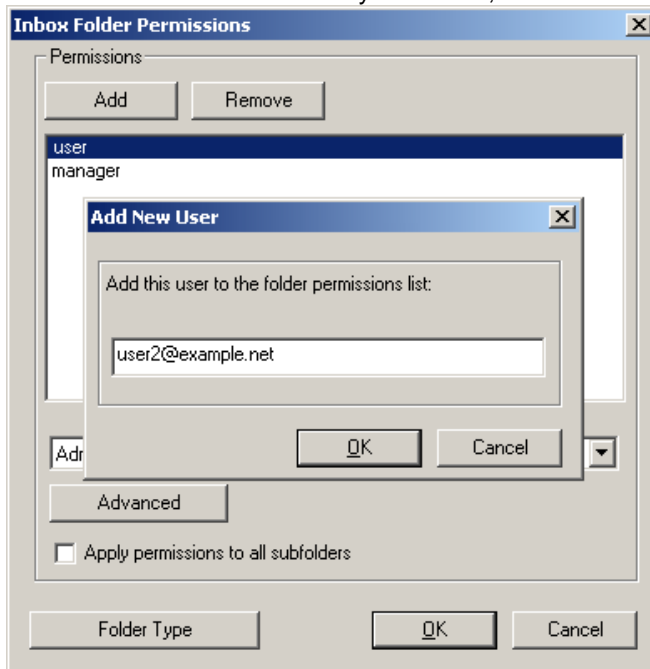 Inbox Folder Permissions
Permissions
Add Remove
user
manager
Add New User
Add this user to the folder permissions list:
user2@example.net
OK Cancel
Adr
Advanced
Apply permissions to all subfolders
Folder Type OK Cancel